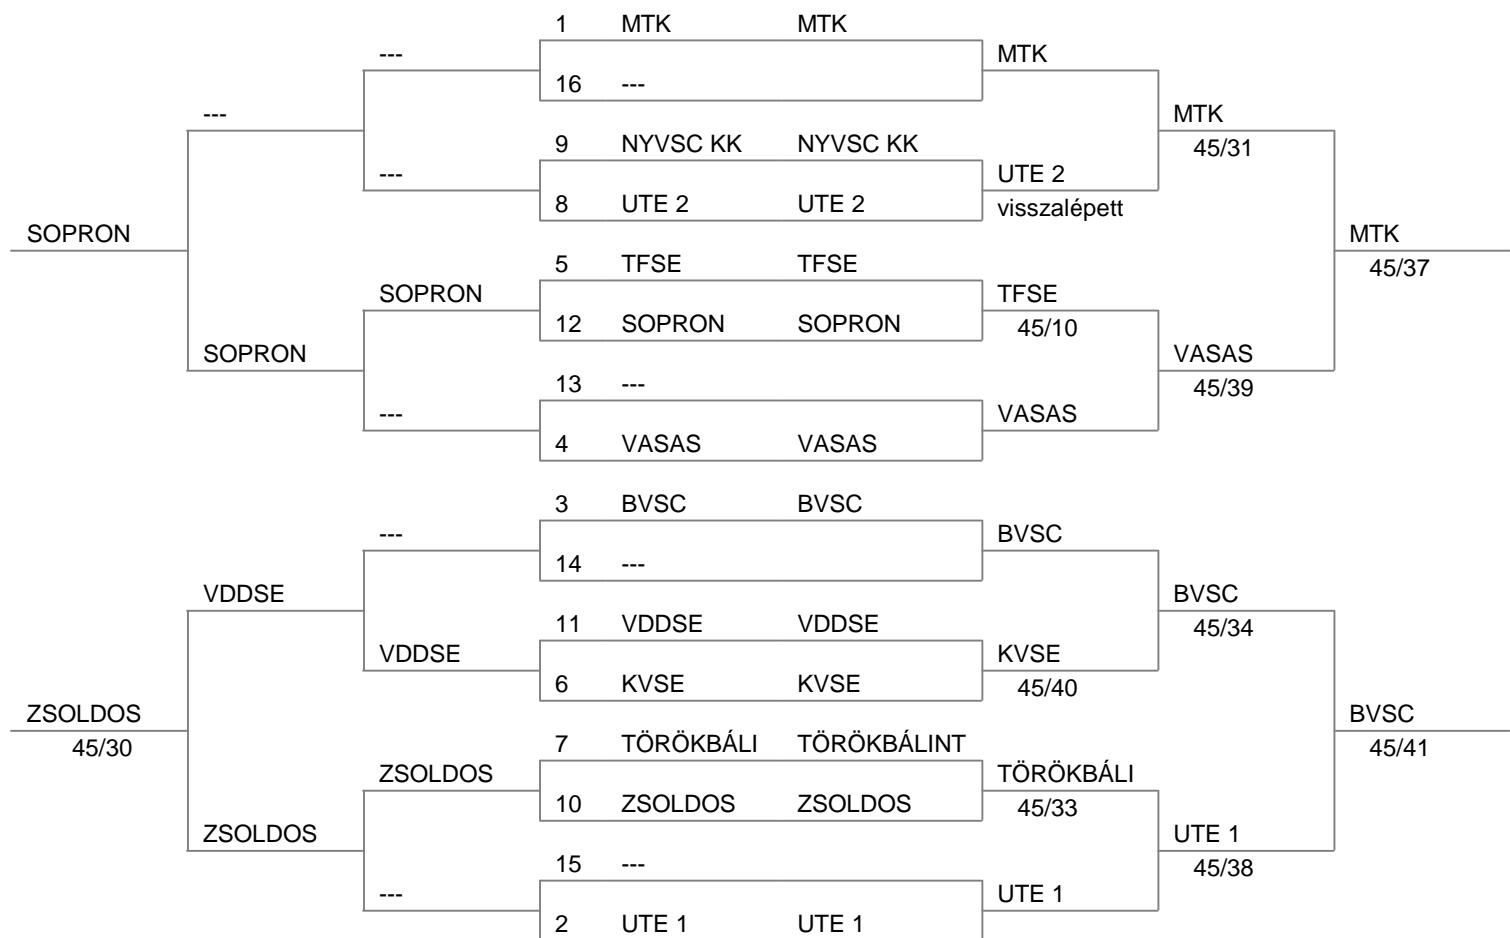 1 MTK MTK
--- MTK
16 ---
--- MTK
9 NYVSC KK NYVSC KK 45/31
--- UTE 2
8 UTE 2 UTE 2 visszalépett
SOPRON MTK
5 TFSE TFSE 45/37
SOPRON TFSE
12 SOPRON SOPRON 45/10
SOPRON VASAS
13 --- 45/39
--- VASAS
4 VASAS VASAS
3 BVSC BVSC
--- BVSC
14 ---
VDDSE BVSC
11 VDDSE VDDSE 45/34
VDDSE KVSE
6 KVSE KVSE 45/40
ZSOLDOS BVSC
45/30 7 TÖRÖKBÁLI TÖRÖKBÁLINT 45/41
ZSOLDOS TÖRÖKBÁLI
10 ZSOLDOS ZSOLDOS 45/33
ZSOLDOS UTE 1
15 --- 45/38
--- UTE 1
2 UTE 1 UTE 1